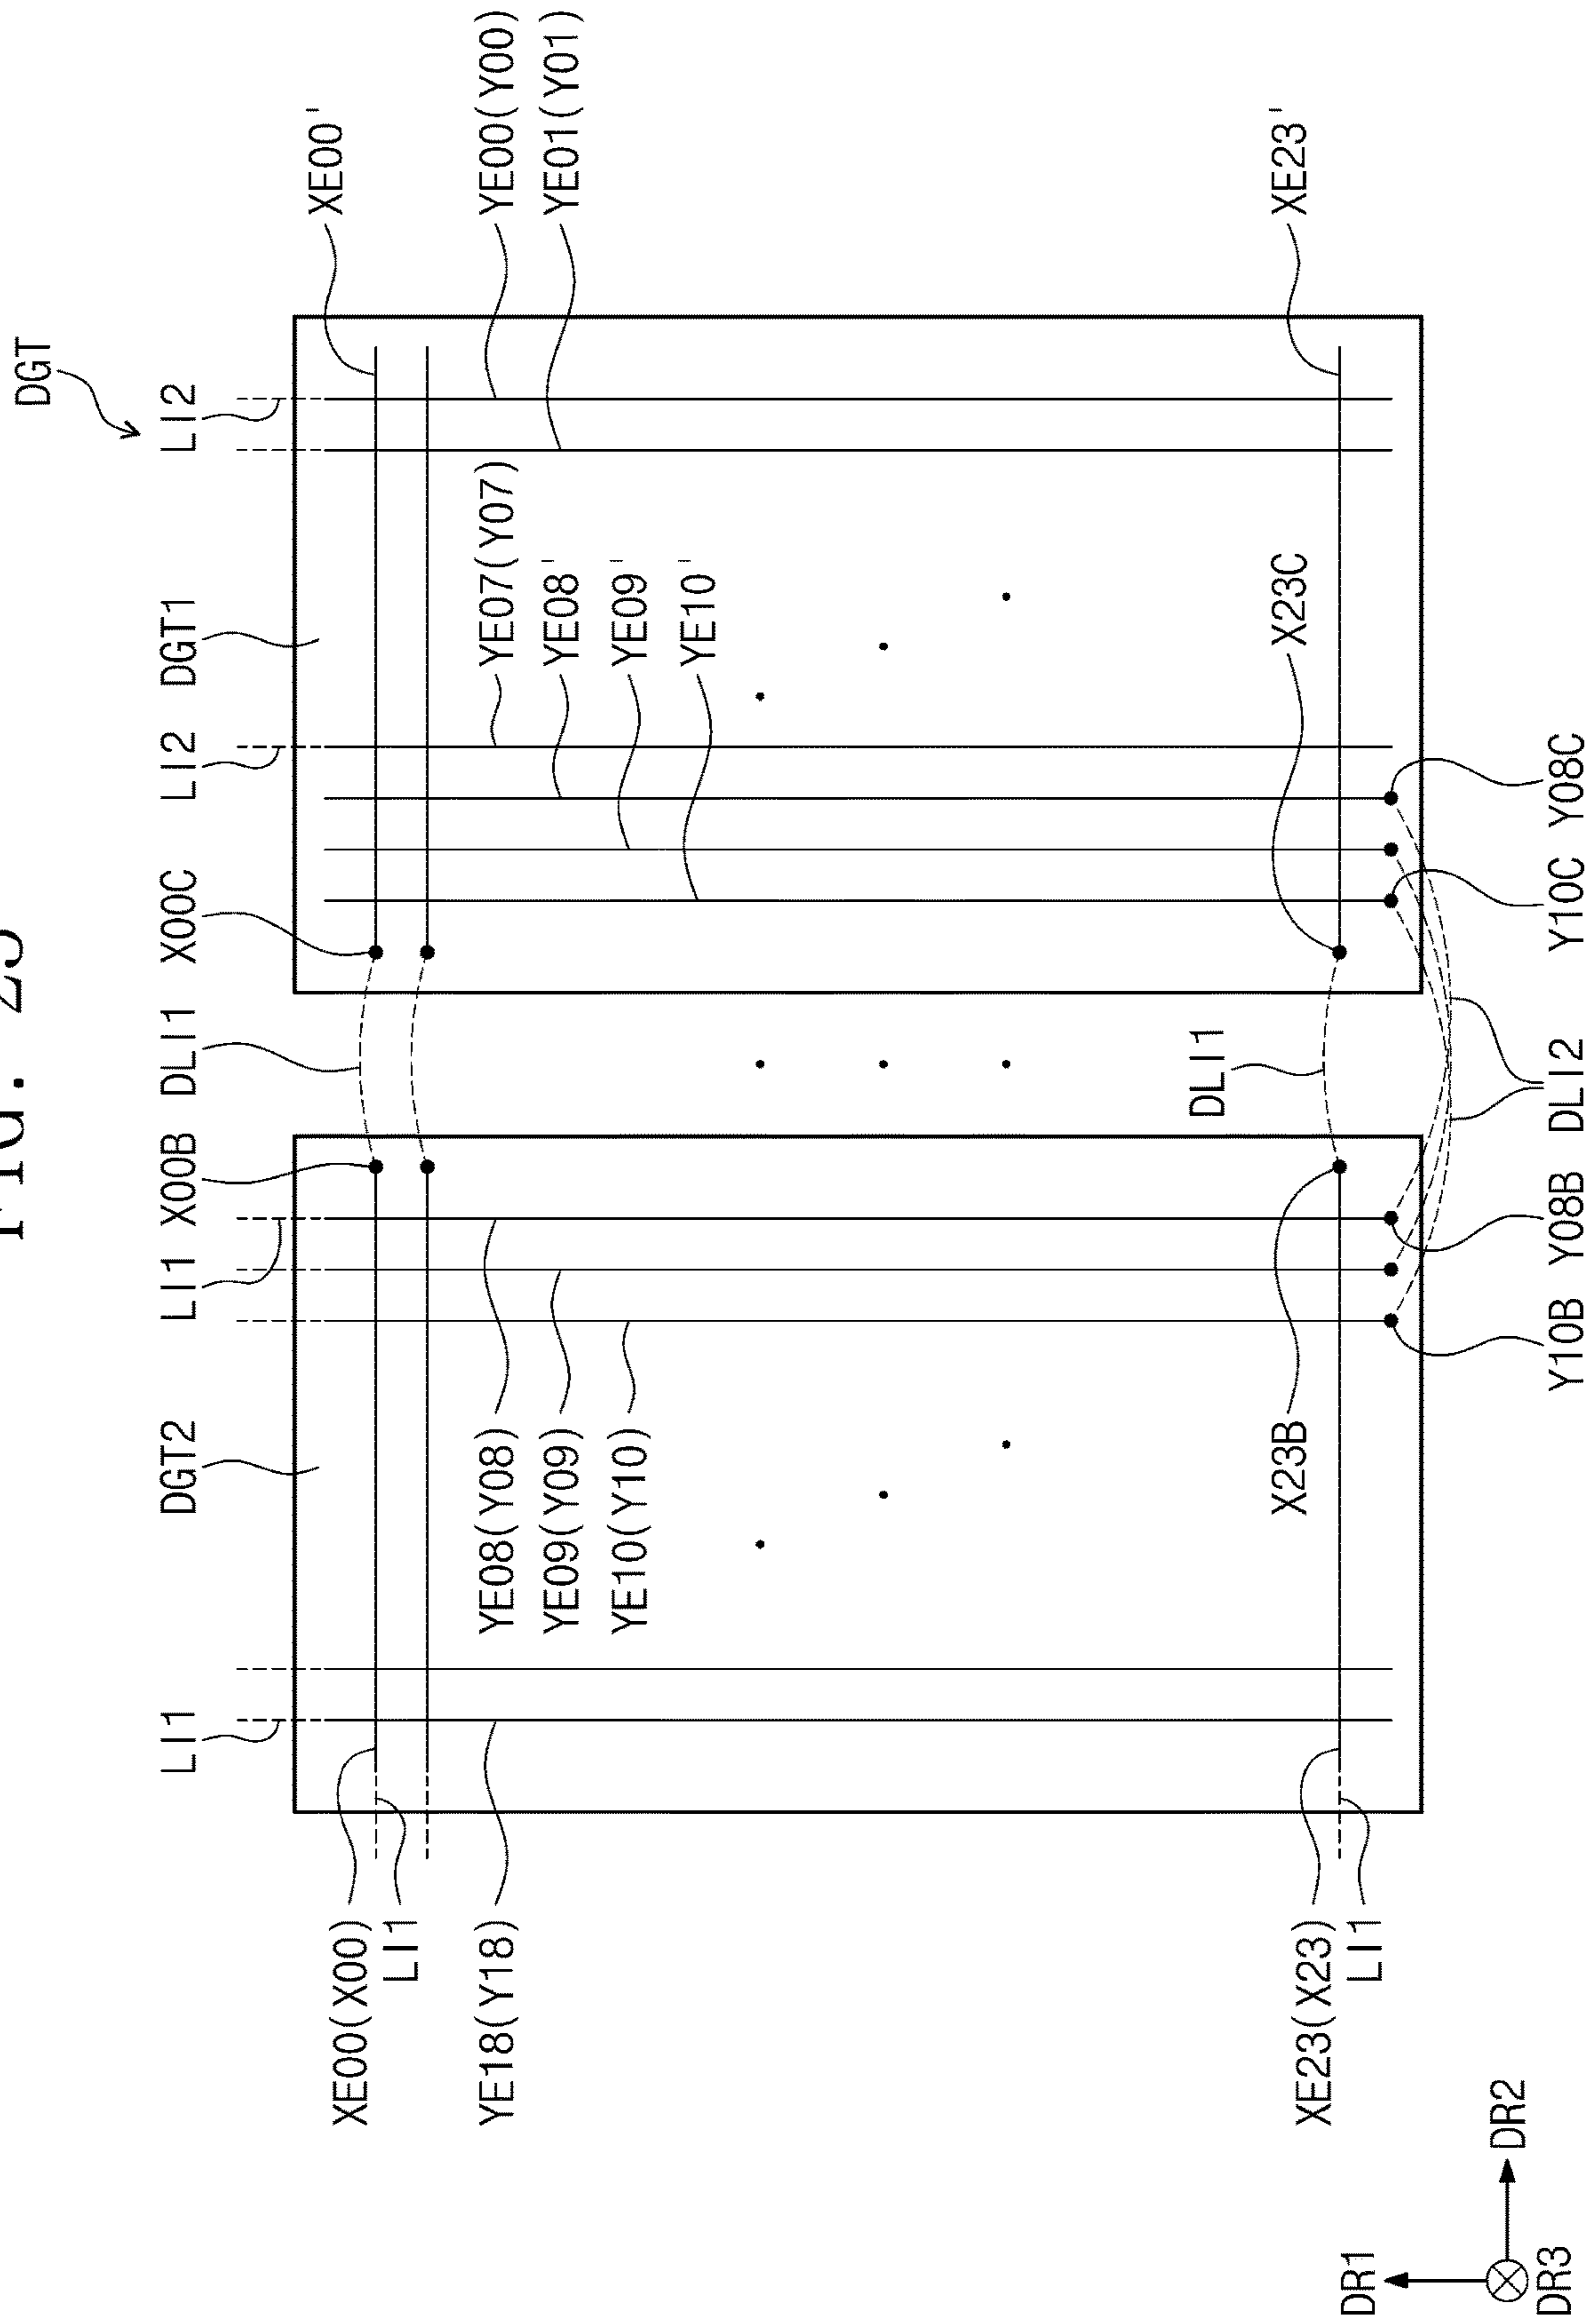 FIG.
DGT
LI1
DGT2
LI1
X00B
DLI1
X00C
LI2
DGT1
LI2
XE00(X00)
LI1
XE00'
YE18(Y18)
YE08(Y08)
YE09(Y09)
YE10(Y10)
YE07(Y07)
YE08'
YE09'
YE10'
YE00(Y00)
YE01(Y01)
DLI1
XE23(X23)
LI1
X23B
X23C
XE23'
Y10B
Y08B
DLI2
Y10C
Y08C
DR1
DR2
DR3